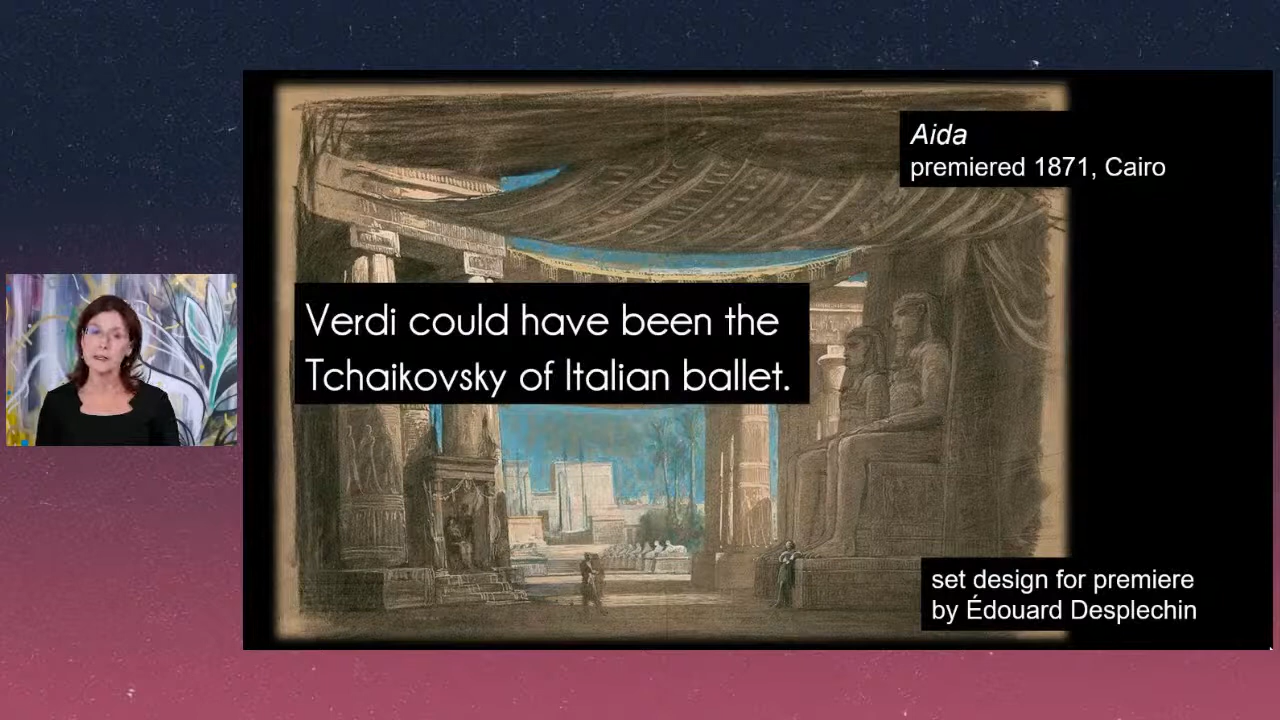 Aida
premiered 1871, Cairo
Verdi could have been the
Tchaikovsky of Italian ballet.
set design for premiere
by Édouard Desplechin